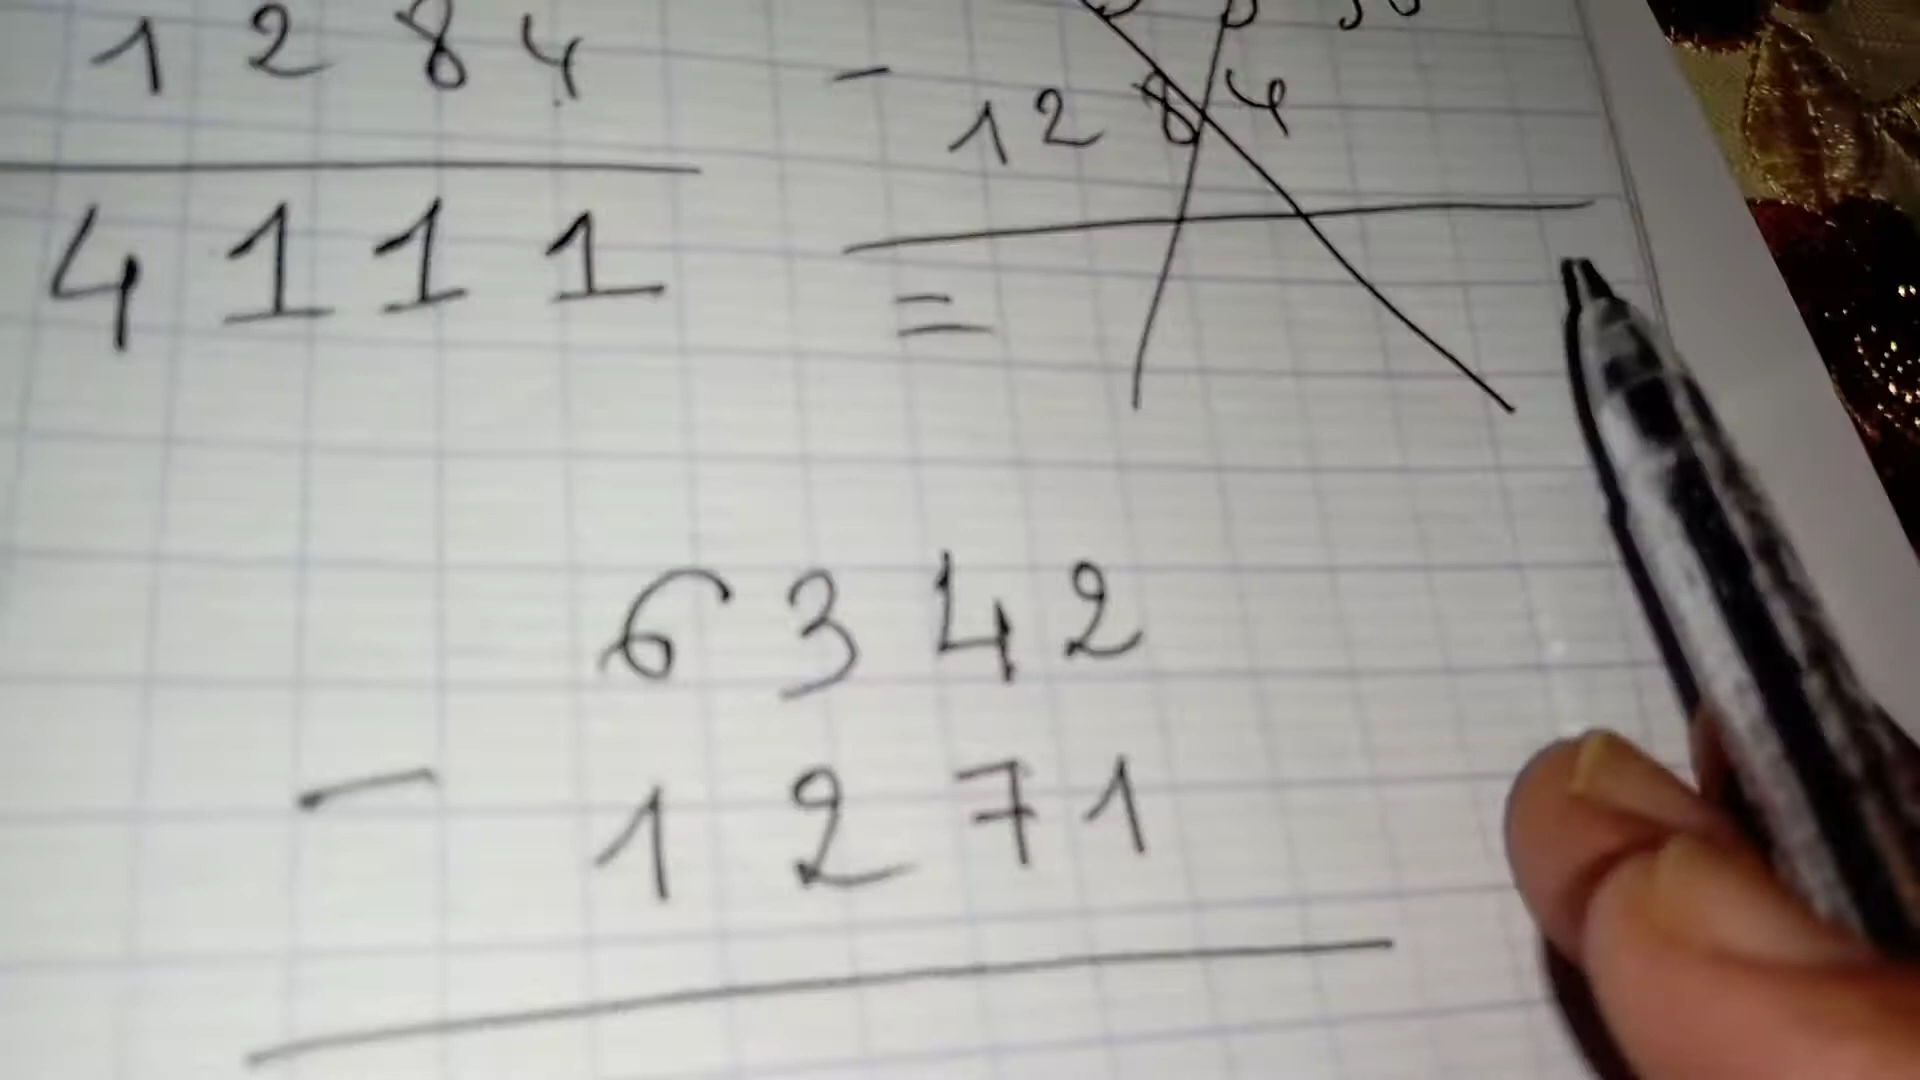 1 2 8 4
4 1 1 1
- 1 2 8 4
=
6 3 4 2
- 1 2 7 1